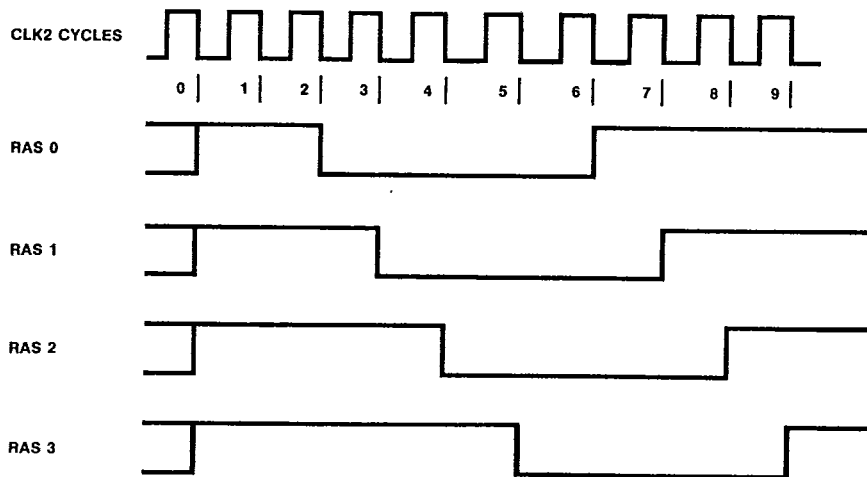 CLK2 CYCLES
0 1 2 3 4 5 6 7 8 9
RAS 0
RAS 1
RAS 2
RAS 3